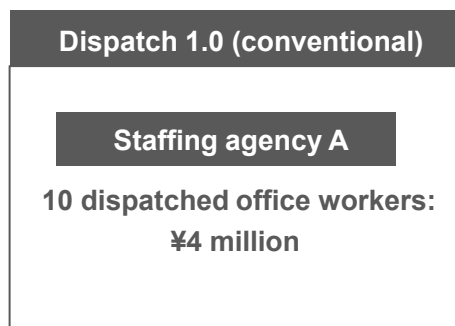 Dispatch 1.0 (conventional)
Staffing agency A
10 dispatched office workers:
¥4 million